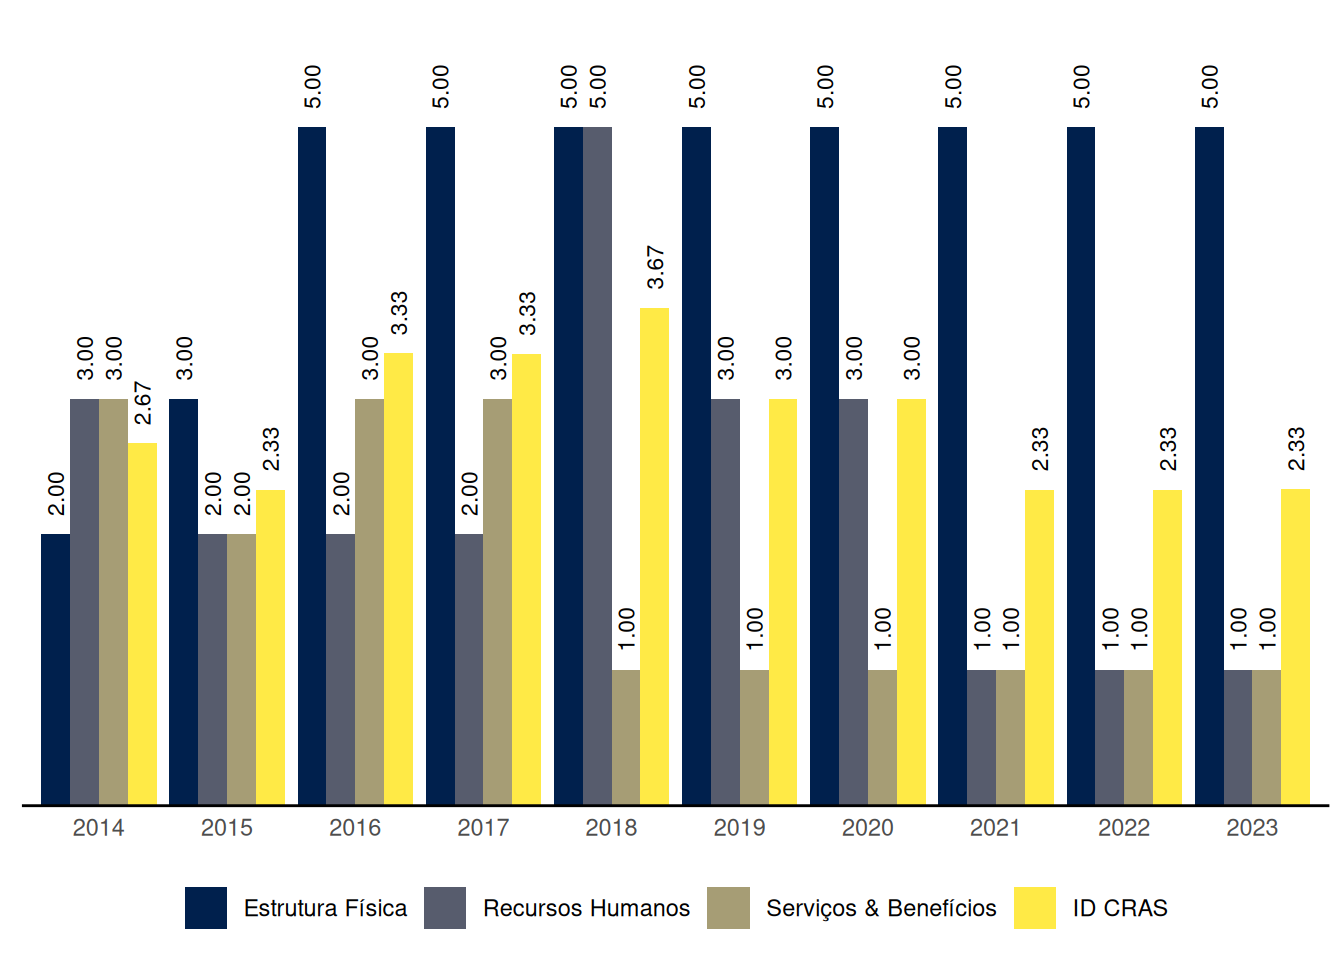 2.00 3.00 3.00 2.67 3.00 2.00 2.00 2.33 5.00 2.00 3.00 3.33 5.00 2.00 3.00 3.33 5.00 5.00 1.00 3.67 5.00 3.00 1.00 3.00 5.00 3.00 1.00 3.00 5.00 1.00 1.00 2.33 5.00 1.00 1.00 2.33 5.00 1.00 1.00 2.33
2014 2015 2016 2017 2018 2019 2020 2021 2022 2023
Estrutura Física Recursos Humanos Serviços & Benefícios ID CRAS